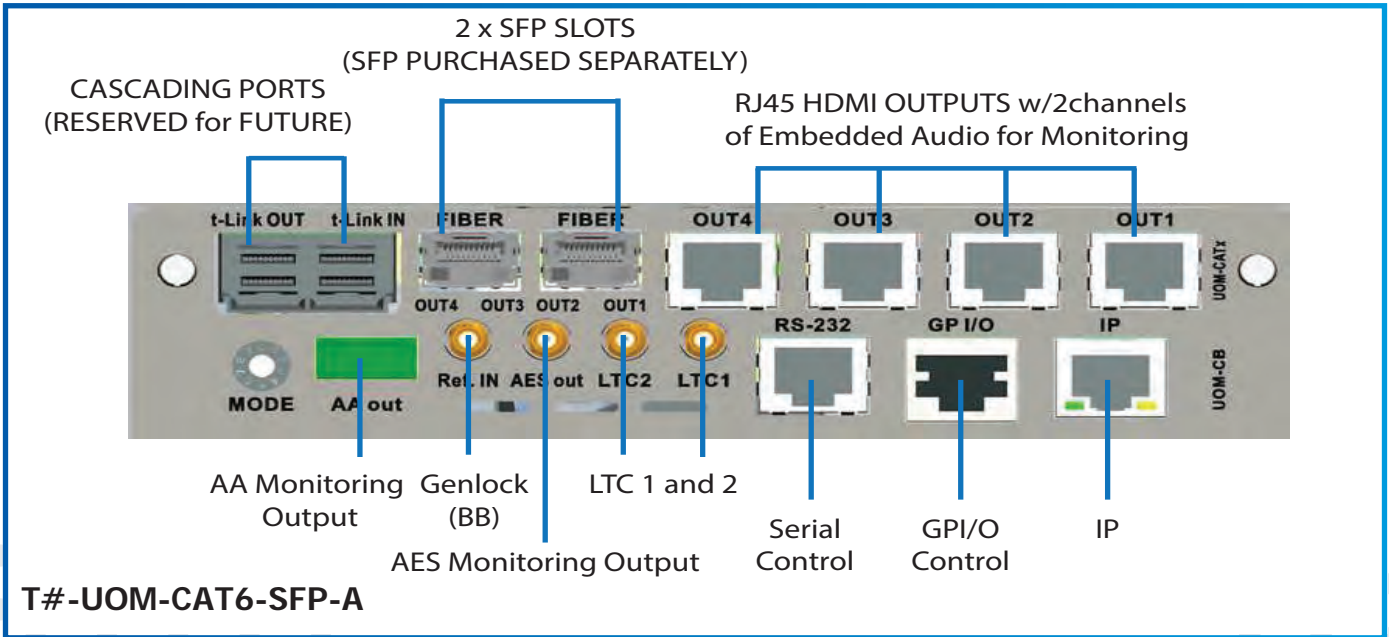 2 x SFP SLOTS
(SFP PURCHASED SEPARATELY)
CASCADING PORTS
(RESERVED for FUTURE)
RJ45 HDMI OUTPUTS w/2channels
of Embedded Audio for Monitoring
t-Link OUT t-Link IN FIBER FIBER OUT4 OUT3 OUT2 OUT1
UOM-CATx
OUT4 OUT3 OUT2 OUT1
RS-232 GP I/O IP
Ref. IN AES out LTC2 LTC1
MODE AA out
UOM-CB
AA Monitoring
Output
Genlock
(BB)
LTC 1 and 2
AES Monitoring Output
Serial
Control
GPI/O
Control
IP
T#-UOM-CAT6-SFP-A